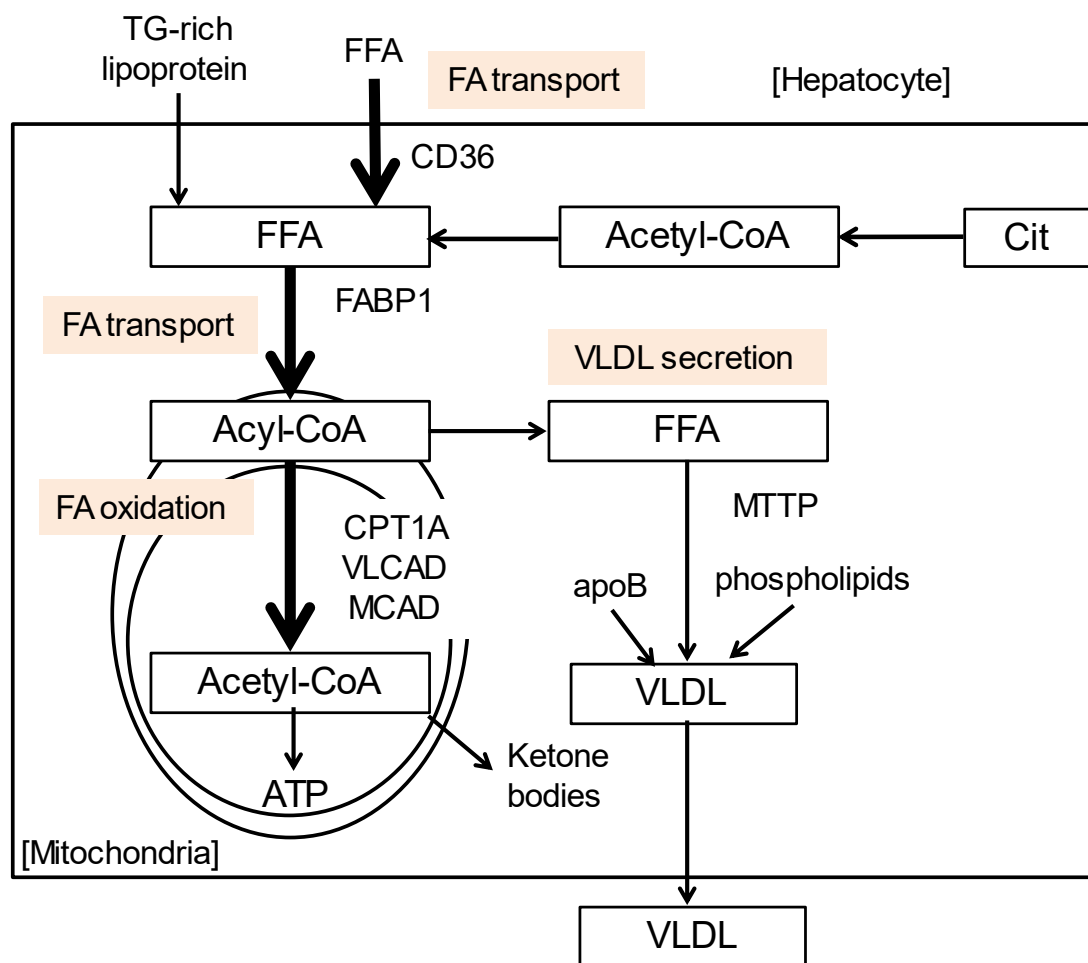 TG-rich
lipoprotein
FFA
FA transport
[Hepatocyte]
CD36
FFA
Acetyl-CoA
Cit
FABP1
FA transport
VLDL secretion
Acyl-CoA
FFA
FA oxidation
CPT1A
VLCAD
MCAD
MTTP
apoB
phospholipids
Acetyl-CoA
VLDL
Ketone
bodies
ATP
[Mitochondria]
VLDL